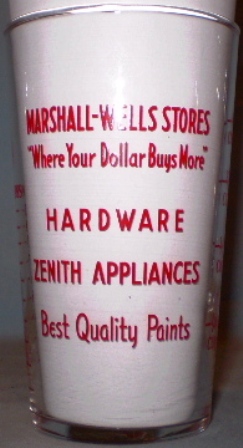 MARSHALL-WELLS STORES
"Where Your Dollar Buys More"
HARDWARE
ZENITH APPLIANCES
Best Quality Paints